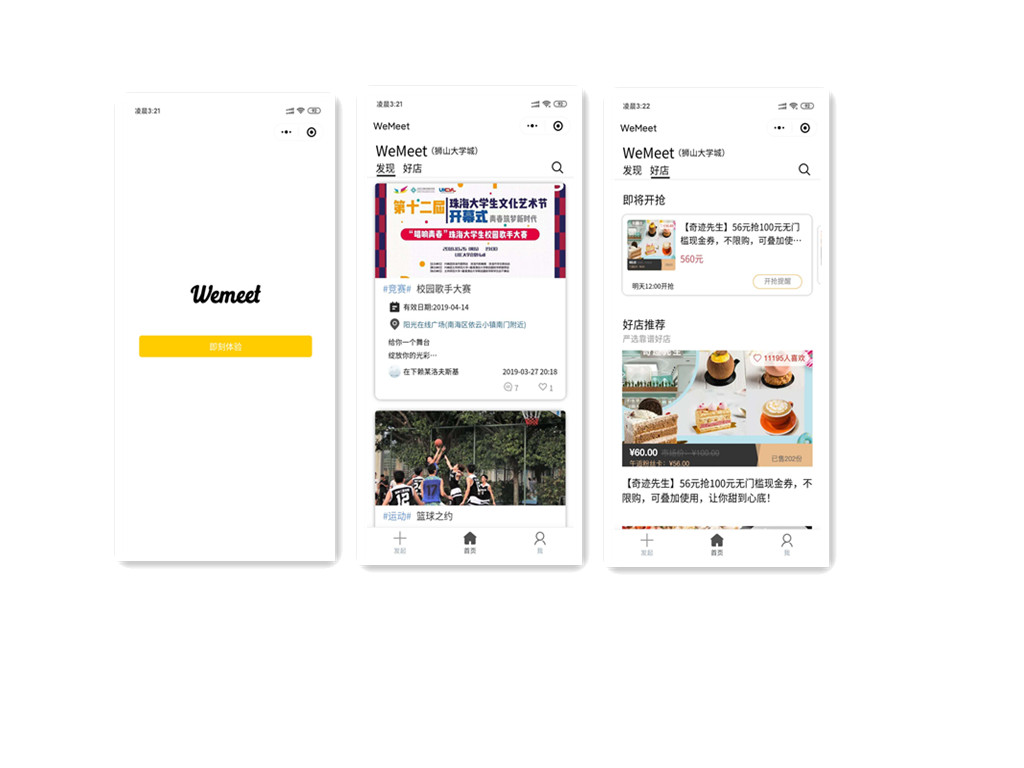 凌晨3:21
Wemeet
即刻体验
凌晨3:21
WeMeet
WeMeet（狮山大学城）
发现 好店
第十二届 珠海大学生文化艺术节
开幕式 青春筑梦新时代
“唱响青春”珠海大学生校园歌手大赛
#竞赛# 校园歌手大赛
有效日期:2019-04-14
阳光在线广场(南海区依云小镇南门附近)
给你一个舞台
绽放你的光彩…
在下赖某洛夫斯基 2019-03-27 20:18
7 1
#运动# 篮球之约
发起 首页 我
凌晨3:22
WeMeet
WeMeet（狮山大学城）
发现 好店
即将开抢
【奇迹先生】56元抢100元无门
槛现金券，不限购，可叠加使…
560元
明天12:00开抢 开抢提醒
好店推荐
严选靠谱好店
11195人喜欢
¥60.00 市场价：¥100.00
午逅粉丝卡：¥56.00
已售202份
【奇迹先生】56元抢100元无门槛现金券，不
限购，可叠加使用，让你甜到心底！
发起 首页 我